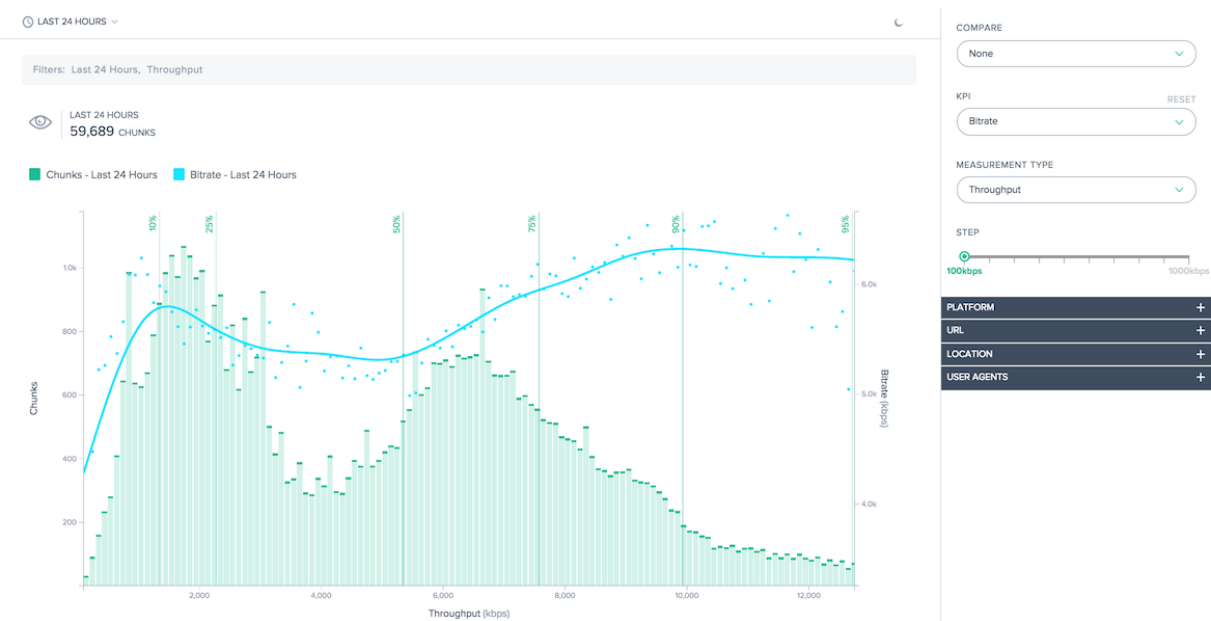 LAST 24 HOURS
Filters: Last 24 Hours, Throughput
LAST 24 HOURS
59,689 CHUNKS
Chunks - Last 24 Hours Bitrate - Last 24 Hours
10% 25% 50% 75% 90% 95%
1.0k
800
600
400
200
Chunks
6.0k
5.0k
4.0k
Bitrate (kbps)
2,000 4,000 6,000 8,000 10,000 12,000
Throughput (kbps)
COMPARE
None
KPI RESET
Bitrate
MEASUREMENT TYPE
Throughput
STEP
100kbps 1000kbps
PLATFORM +
URL +
LOCATION +
USER AGENTS +